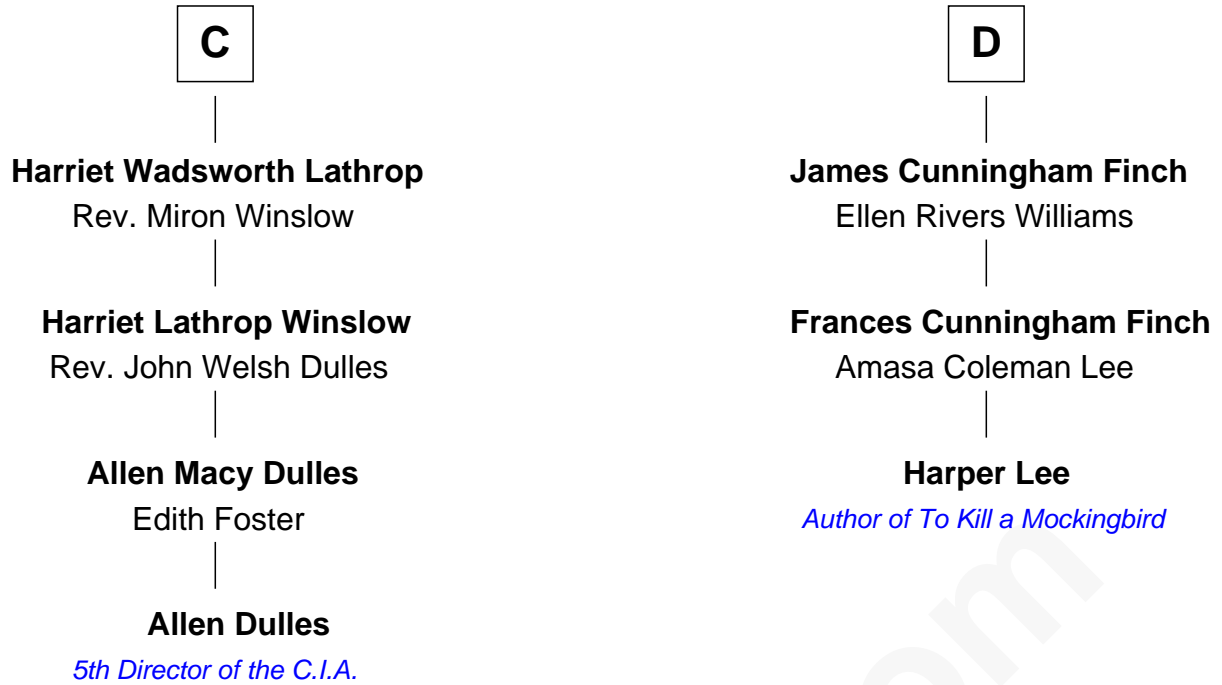 C
Harriet Wadsworth Lathrop
Rev. Miron Winslow
Harriet Lathrop Winslow
Rev. John Welsh Dulles
Allen Macy Dulles
Edith Foster
Allen Dulles
5th Director of the C.I.A.
D
James Cunningham Finch
Ellen Rivers Williams
Frances Cunningham Finch
Amasa Coleman Lee
Harper Lee
Author of To Kill a Mockingbird
om